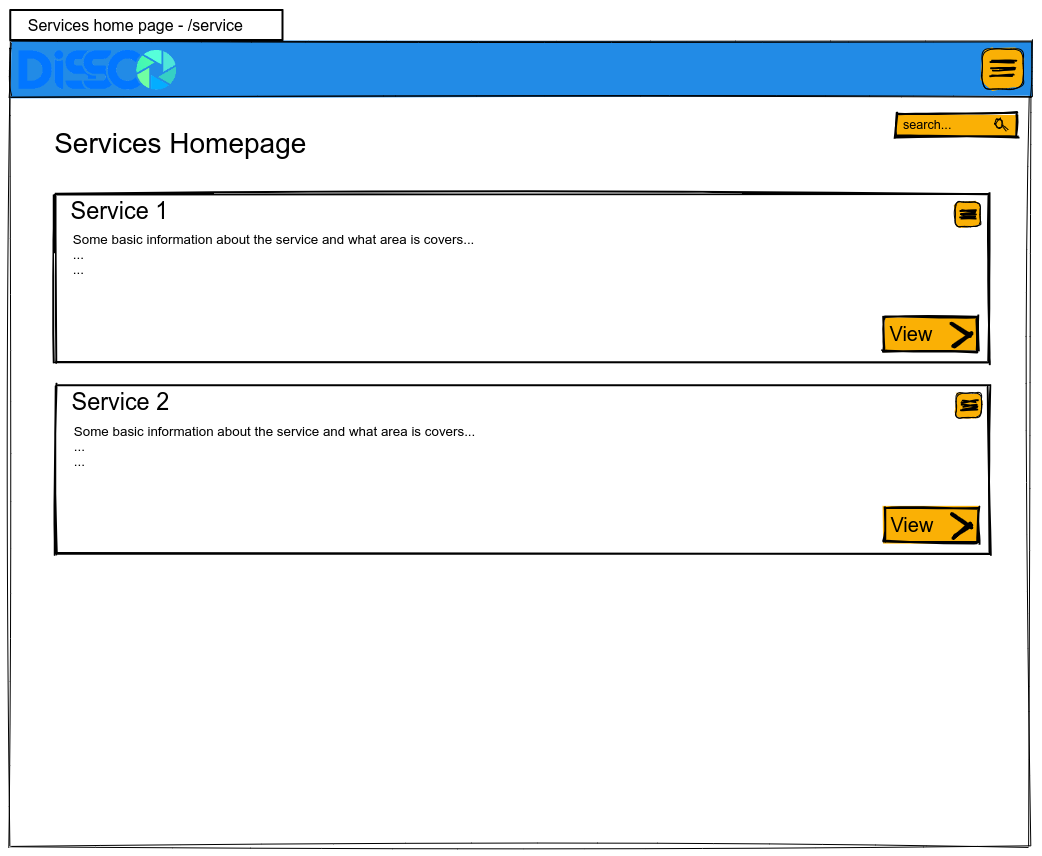 Services home page - /service
DiSSCo
search...
Services Homepage
Service 1
Some basic information about the service and what area is covers...
...
...
View
Service 2
Some basic information about the service and what area is covers...
...
...
View